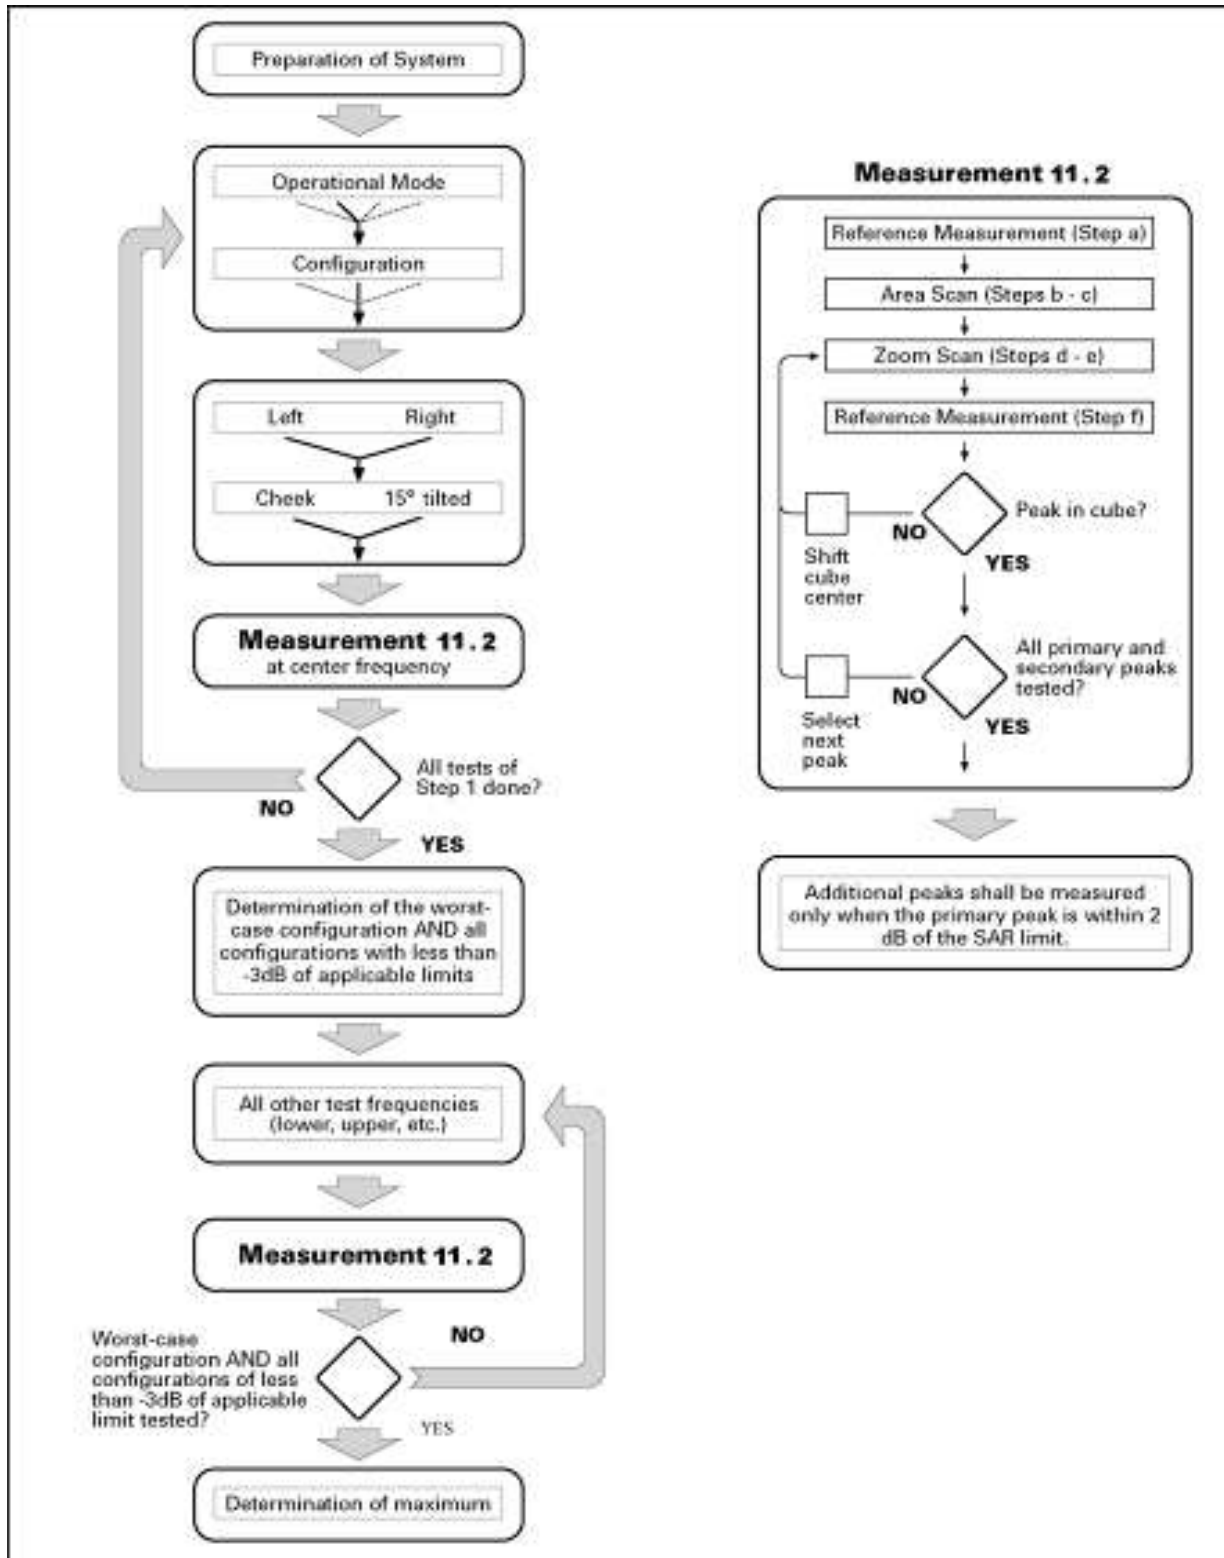 Preparation of System
Operational Mode
Configuration
Left Right
Cheek 15° tilted
Measurement 11.2
at center frequency
All tests of
Step 1 done?
NO
YES
Determination of the worst-
case configuration AND all
configurations with less than
-3dB of applicable limits
All other test frequencies
(lower, upper, etc.)
Measurement 11.2
NO
Worst-case
configuration AND all
configurations of less
than -3dB of applicable
limit tested?
YES
Determination of maximum
Measurement 11.2
Reference Measurement (Step a)
Area Scan (Steps b - c)
Zoom Scan (Steps d - e)
Reference Measurement (Step f)
Peak in cube?
NO
YES
Shift
cube
center
All primary and
secondary peaks
tested?
NO
YES
Select
next
peak
Additional peaks shall be measured
only when the primary peak is within 2
dB of the SAR limit.